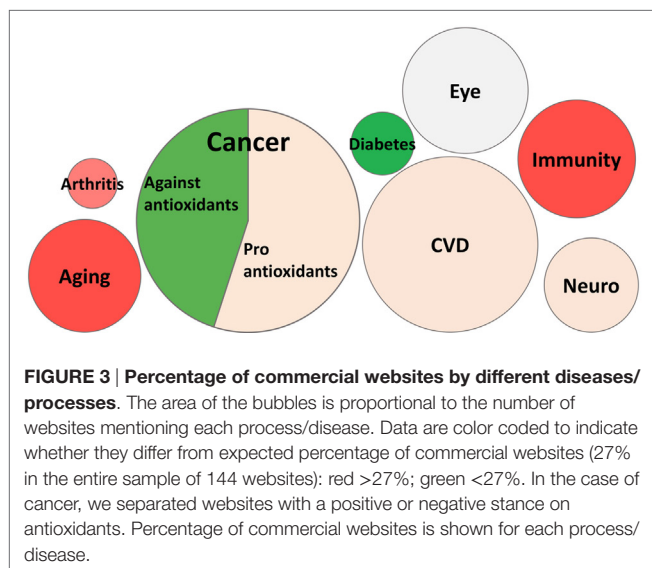 Eye
Cancer
Diabetes
Immunity
Arthritis
Against
antioxidants
Pro
antioxidants
CVD
Aging
Neuro
FIGURE 3 | Percentage of commercial websites by different diseases/
processes. The area of the bubbles is proportional to the number of
websites mentioning each process/disease. Data are color coded to indicate
whether they differ from expected percentage of commercial websites (27%
in the entire sample of 144 websites): red >27%; green <27%. In the case of
cancer, we separated websites with a positive or negative stance on
antioxidants. Percentage of commercial websites is shown for each process/
disease.